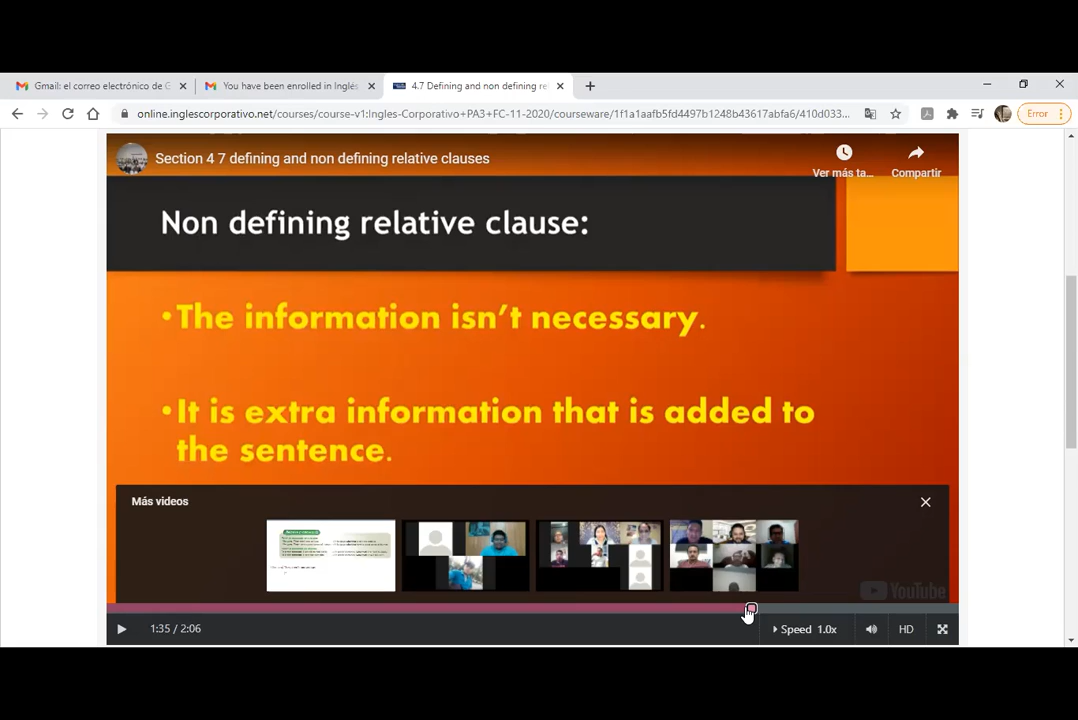 Gmail: el correo electrónico de G
You have been enrolled in Inglés
4.7 Defining and non defining re
online.inglescorporativo.net/courses/course-v1:Ingles-Corporativo+PA3+FC-11-2020/courseware/1f1a1aafb5fd4497b1248b43617abfa6/410d033...
Error
Section 4 7 defining and non defining relative clauses
Ver más ta...
Compartir
Non defining relative clause:
•The information isn't necessary.
•It is extra information that is added to
the sentence.
Más videos
YouTube
1:35 / 2:06
Speed 1.0x
HD